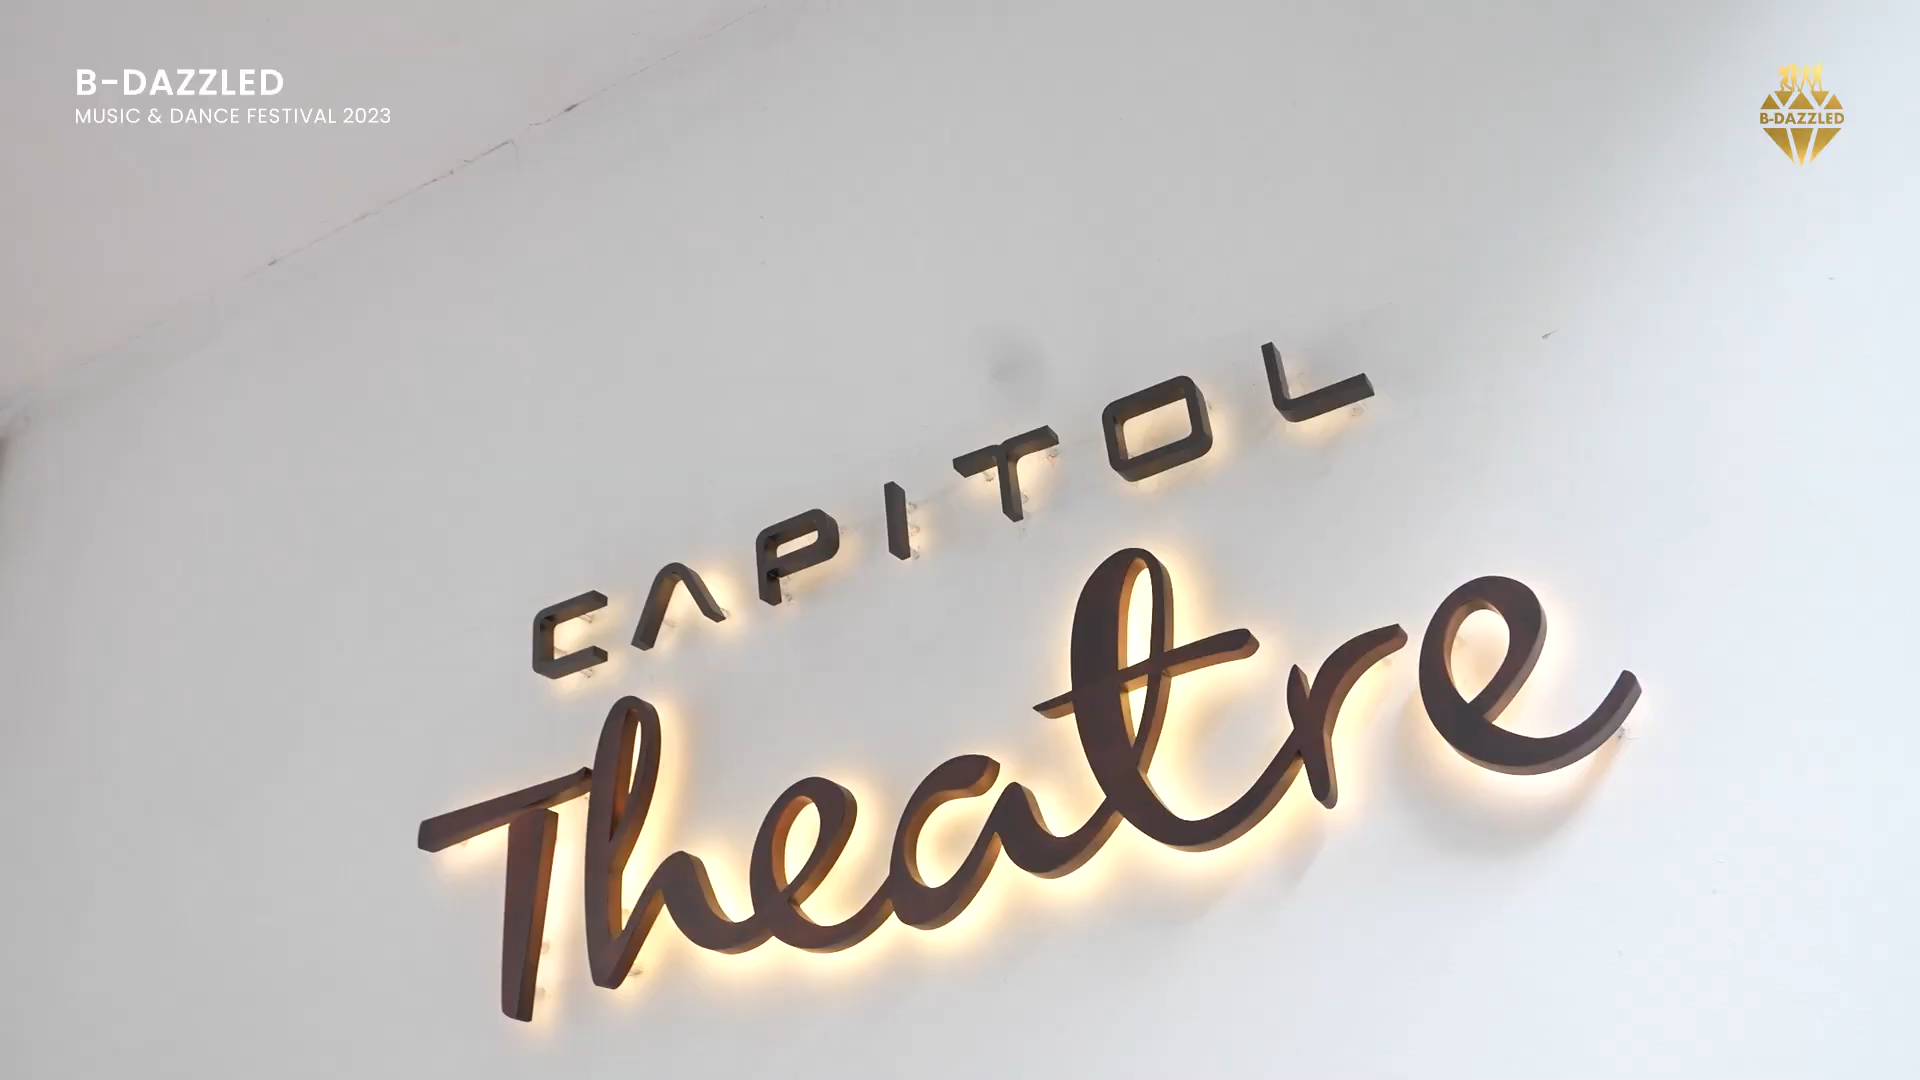 B-DAZZLED
MUSIC & DANCE FESTIVAL 2023
B-DAZZLED
CAPITOL
Theatre